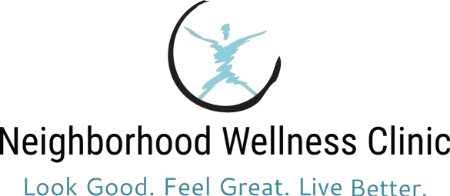 Neighborhood Wellness Clinic
Look Good. Feel Great. Live Better.